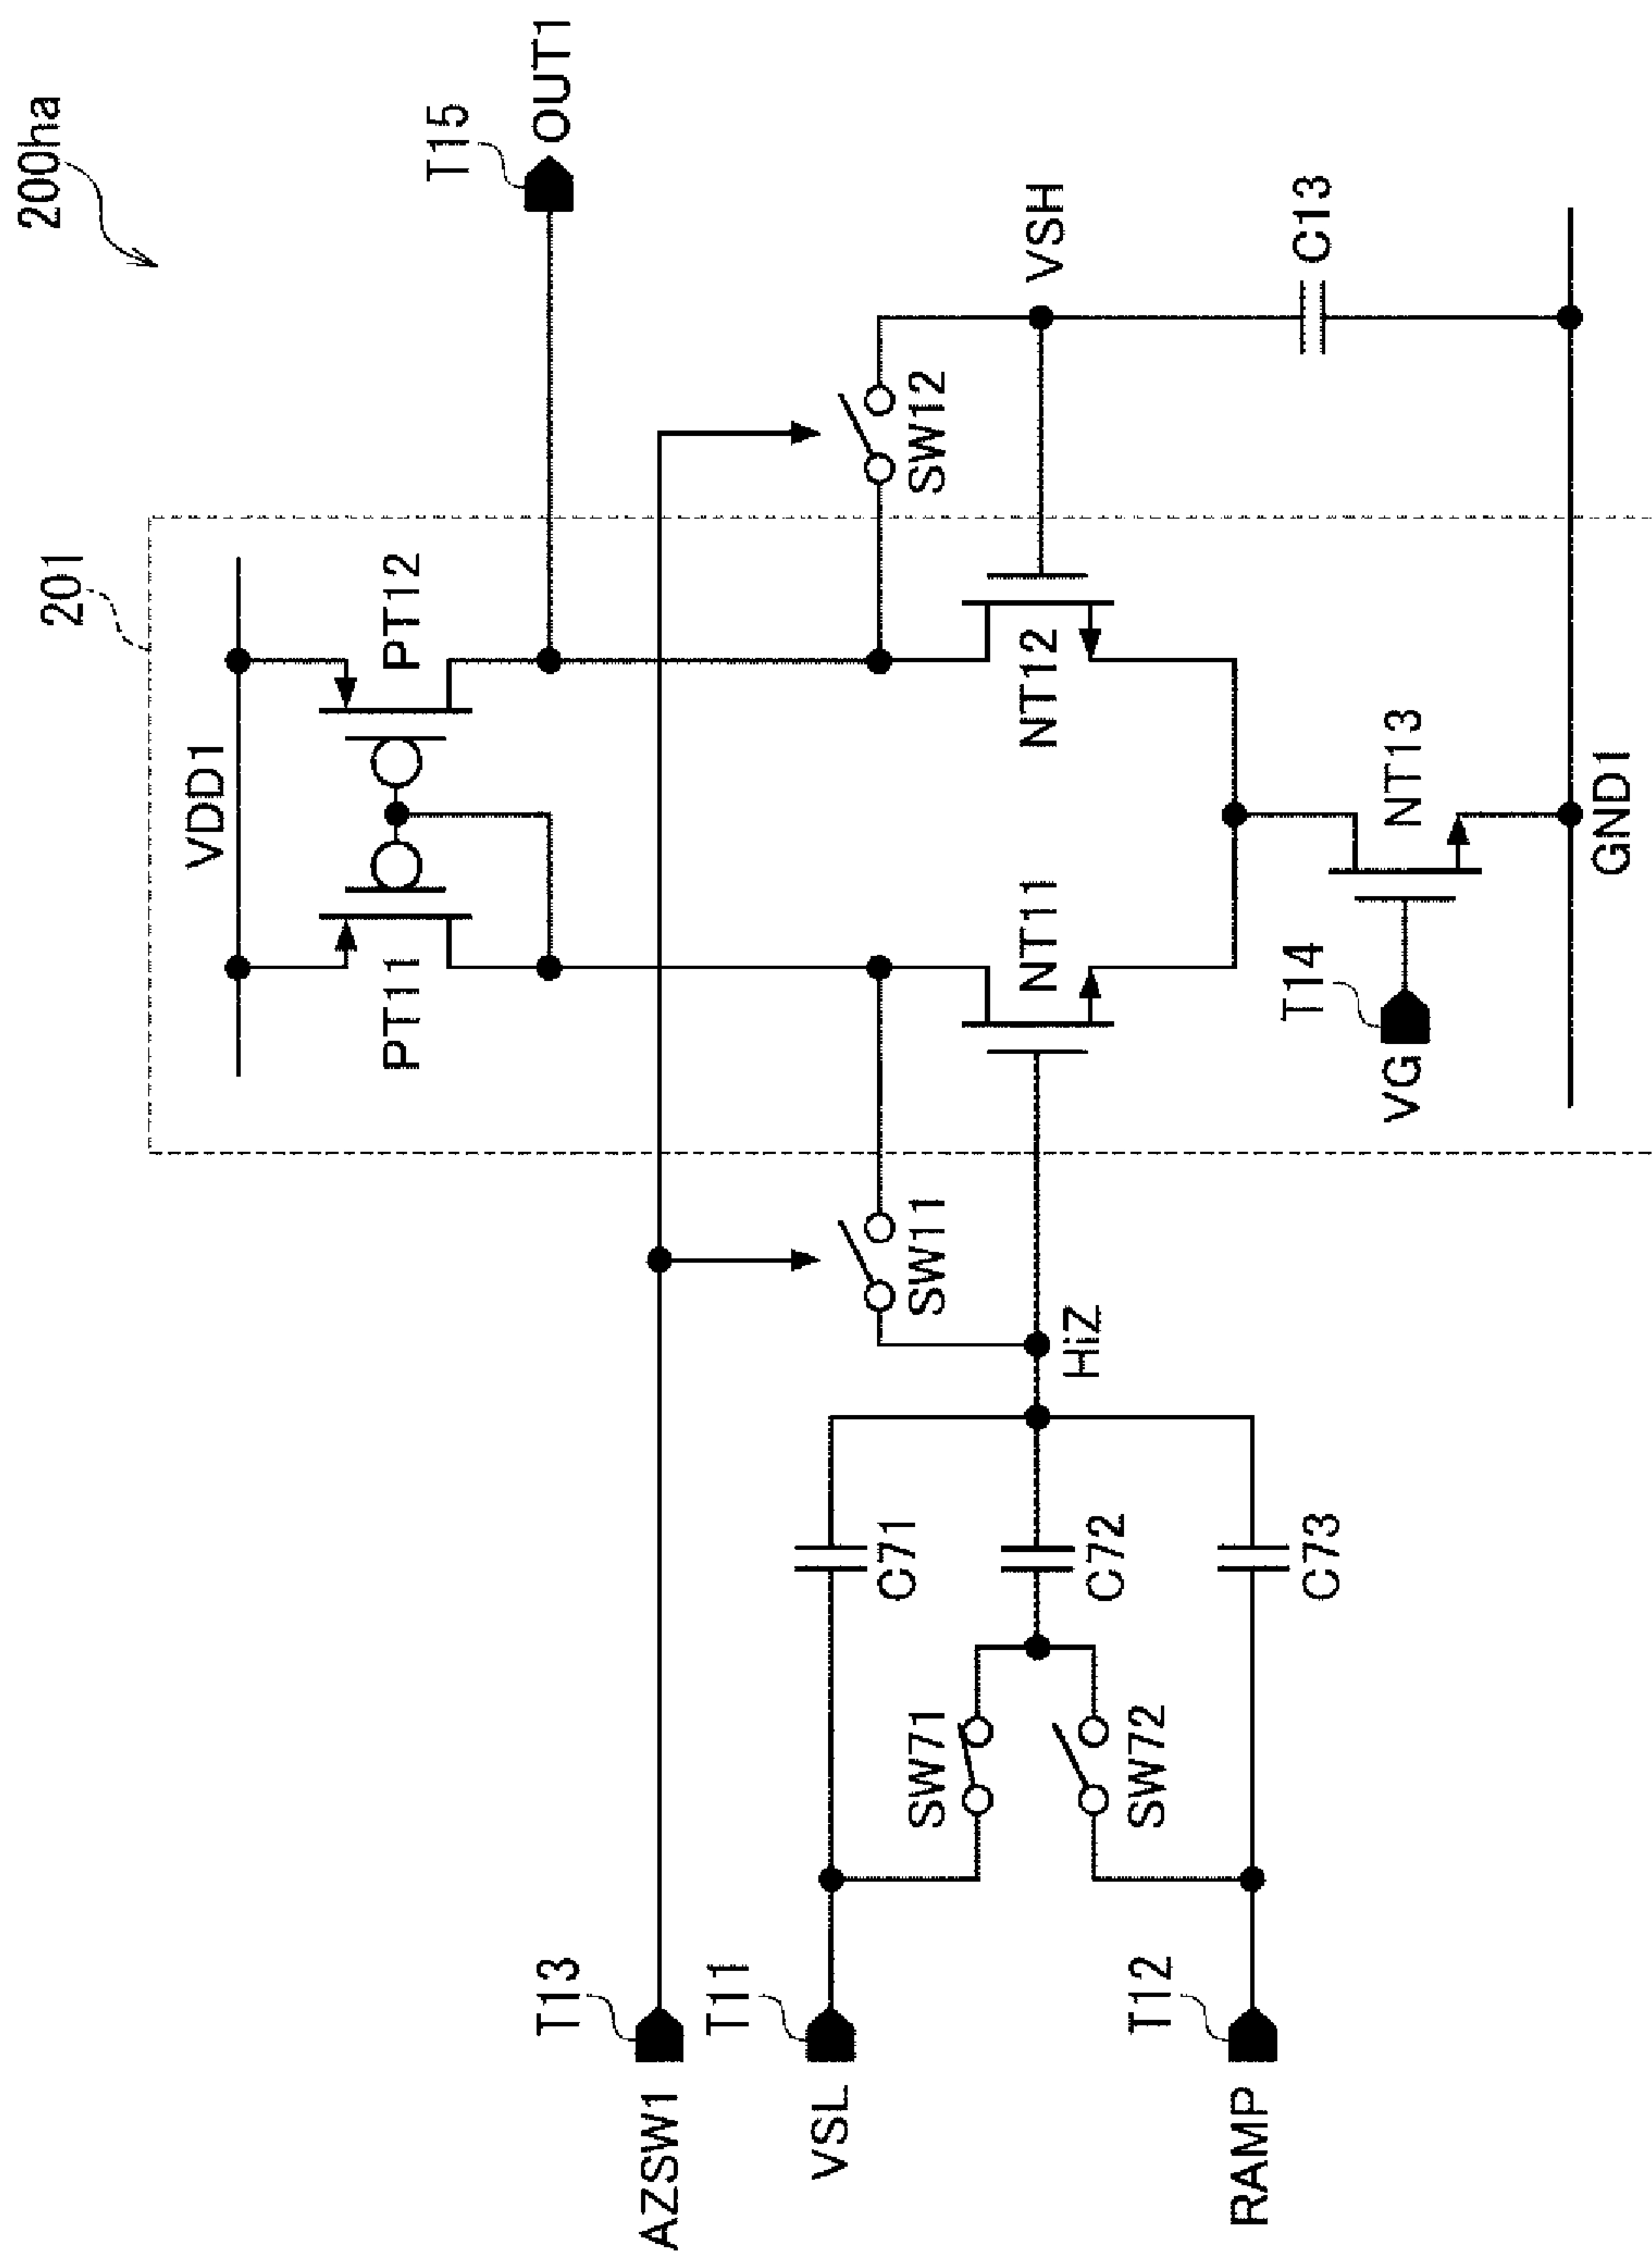 200ha
201
T15
OUT1
VDD1
PT11
PT12
T13
AZSW1
SW11
SW12
T11
VSL
C71
SW71
C72
SW72
HiZ
NT11
NT12
VSH
T12
RAMP
C73
T14
VG
NT13
C13
GND1